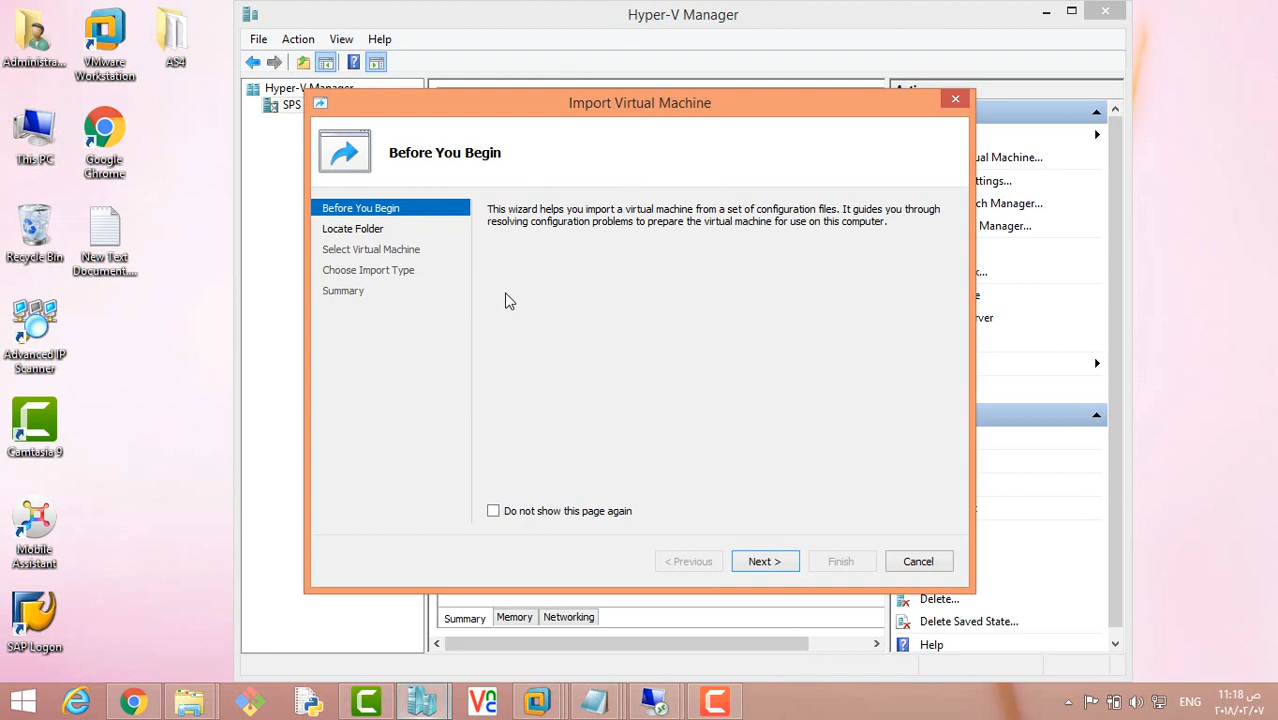 Administra...
VMware
Workstation
AS4
This PC
Google
Chrome
Recycle Bin
New Text
Document....
Advanced IP
Scanner
Camtasia 9
Mobile
Assistant
SAP Logon
Hyper-V Manager
File Action View Help
Hyper-V Manager
SPS
ual Machine...
ttings...
tch Manager...
Manager...
k...
erver
Delete...
Delete Saved State...
Help
Import Virtual Machine
Before You Begin
Before You Begin
Locate Folder
Select Virtual Machine
Choose Import Type
Summary
This wizard helps you import a virtual machine from a set of configuration files. It guides you through
resolving configuration problems to prepare the virtual machine for use on this computer.
Do not show this page again
< Previous Next > Finish Cancel
Summary Memory Networking
ENG
11:18 ص
٢٠١٨/٠٢/٠٧